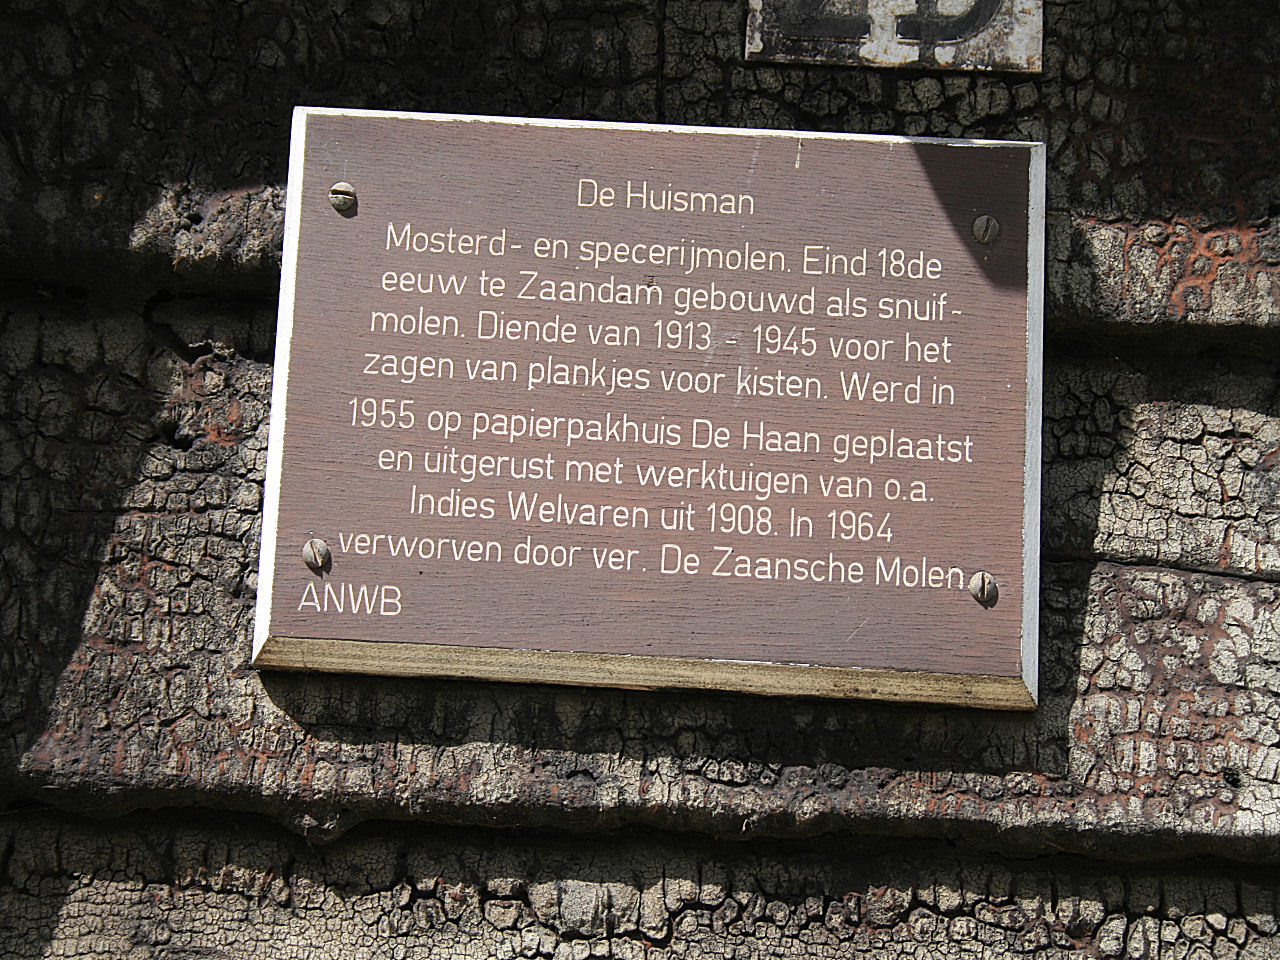 De Huisman
Mosterd- en specerijmolen. Eind 18de
eeuw te Zaandam gebouwd als snuif-
molen. Diende van 1913 - 1945 voor het
zagen van plankjes voor kisten. Werd in
1955 op papierpakhuis De Haan geplaatst
en uitgerust met werktuigen van o.a.
Indies Welvaren uit 1908. In 1964
verworven door ver. De Zaansche Molen
ANWB